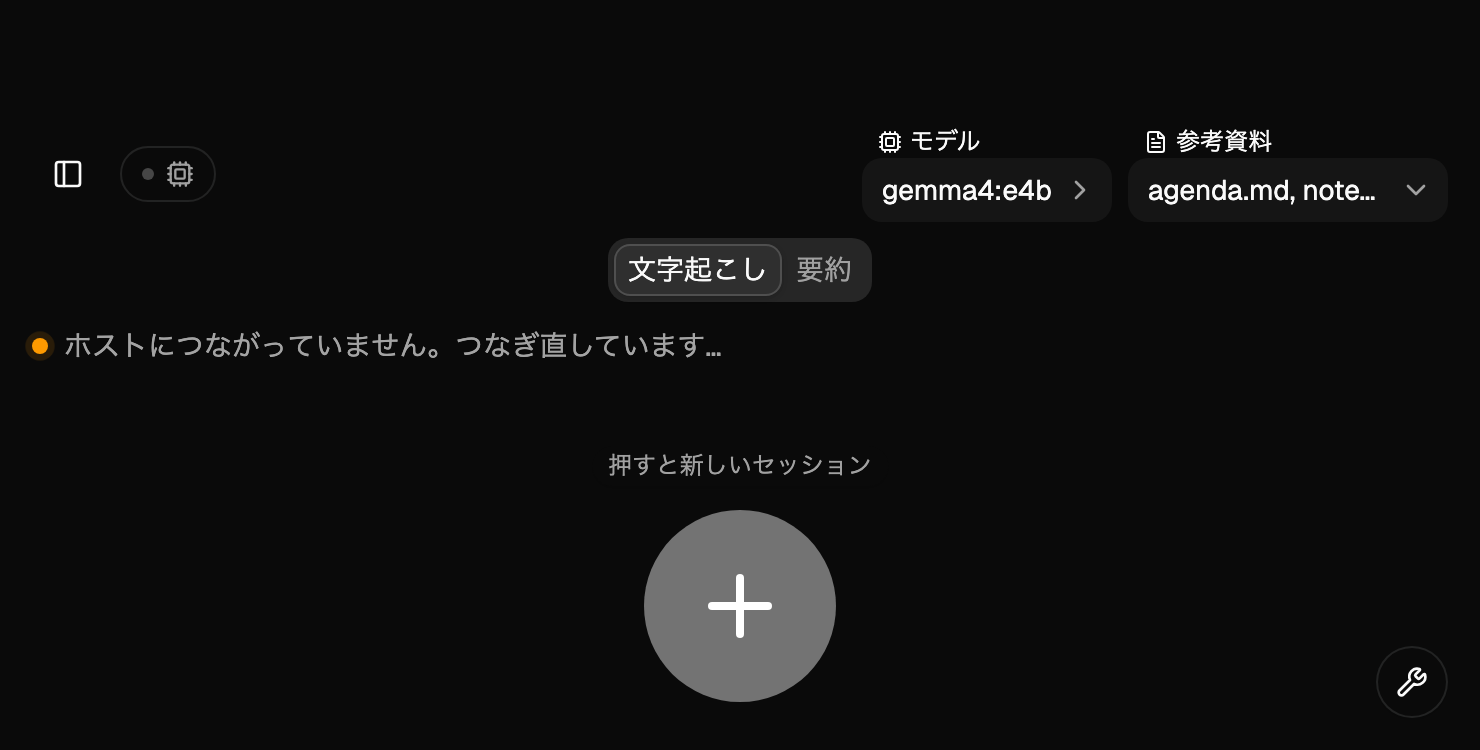 モデル
参考資料
gemma4:e4b
agenda.md, note...
文字起こし
要約
ホストにつながっていません。つなぎ直しています...
押すと新しいセッション